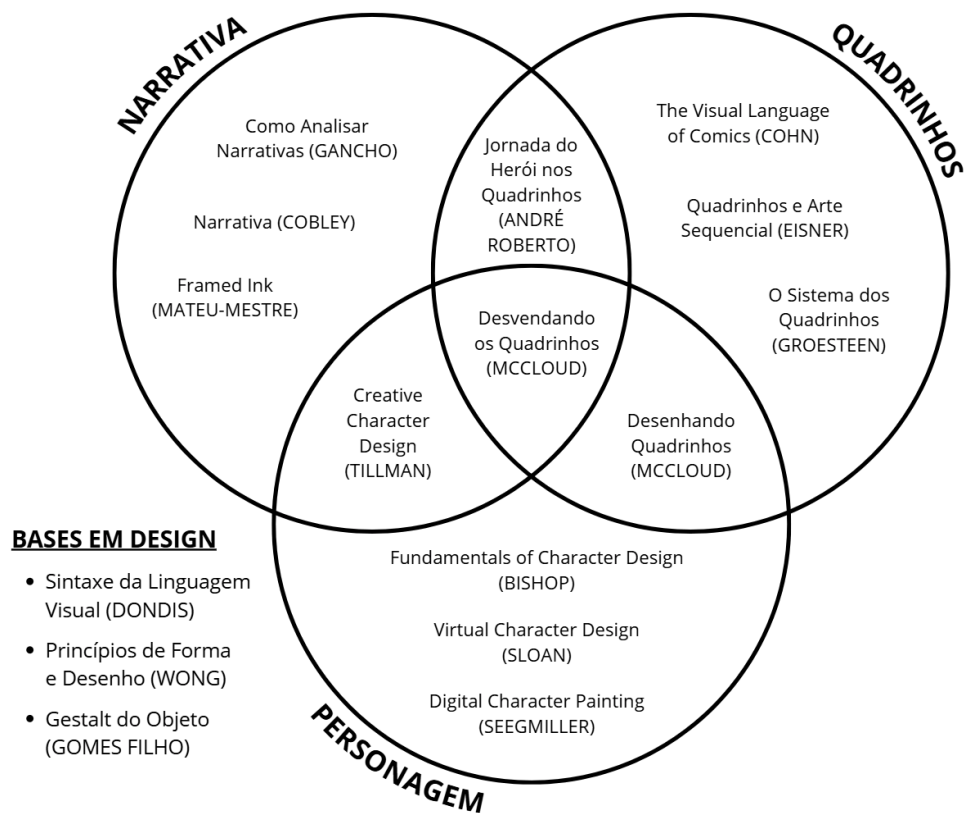 NARRATIVA
QUADRINHOS
Como Analisar
Narrativas (GANCHO)
Narrativa (COBLEY)
Framed Ink
(MATEU-MESTRE)
Jornada do
Herói nos
Quadrinhos
(ANDRÉ
ROBERTO)
The Visual Language
of Comics (COHN)
Quadrinhos e Arte
Sequencial (EISNER)
O Sistema dos
Quadrinhos
(GROESTEEN)
Desvendando
os Quadrinhos
(MCCLOUD)
Creative
Character
Design
(TILLMAN)
Desenhando
Quadrinhos
(MCCLOUD)
Fundamentals of Character Design
(BISHOP)
Virtual Character Design
(SLOAN)
Digital Character Painting
(SEEGMILLER)
PERSONAGEM
BASES EM DESIGN
• Sintaxe da Linguagem
Visual (DONDIS)
• Princípios de Forma
e Desenho (WONG)
• Gestalt do Objeto
(GOMES FILHO)